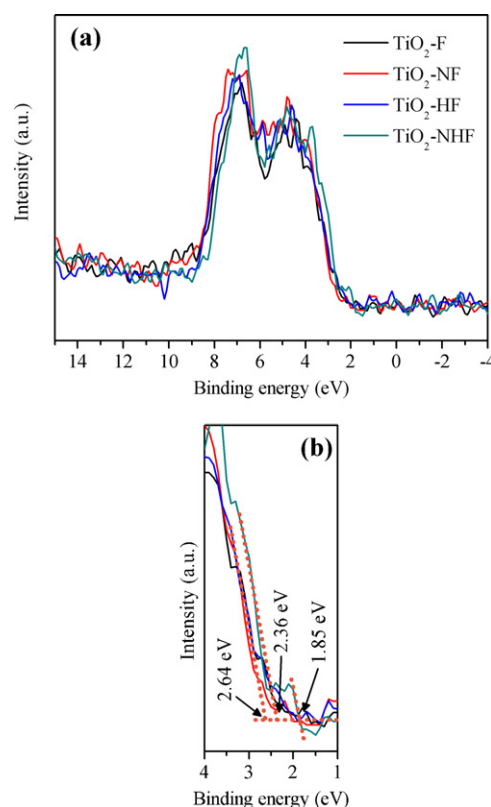 (a)
TiO2-F
TiO2-NF
TiO2-HF
TiO2-NHF
Intensity (a.u.)
14 12 10 8 6 4 2 0 -2 -4
Binding energy (eV)
(b)
Intensity (a.u.)
2.64 eV
2.36 eV
1.85 eV
4 3 2 1
Binding energy (eV)